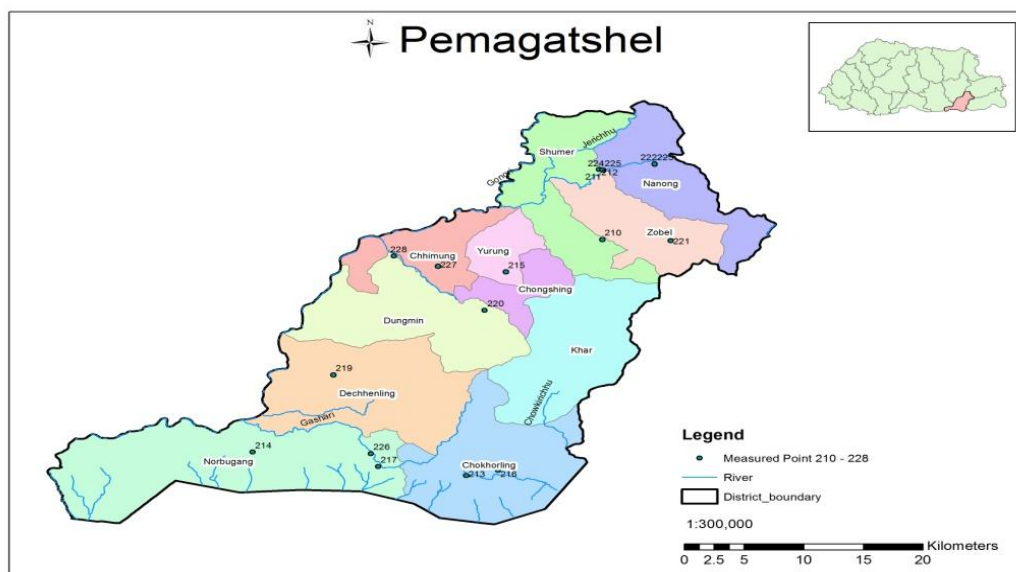 N
Pemagatshel
Jerichhu
Shumer
222223
224225
Nanong
211 212
210
Zobel
221
228
Chhimung
Yurung
227
215
Chongshing
220
Dungmin
Khar
219
Dechhenling
Chowkirichhu
Gashari
214
226
Norbugang
217
Chokhorling
213 216
Legend
Measured Point 210 - 228
River
District_boundary
1:300,000
Kilometers
0 2.5 5 10 15 20